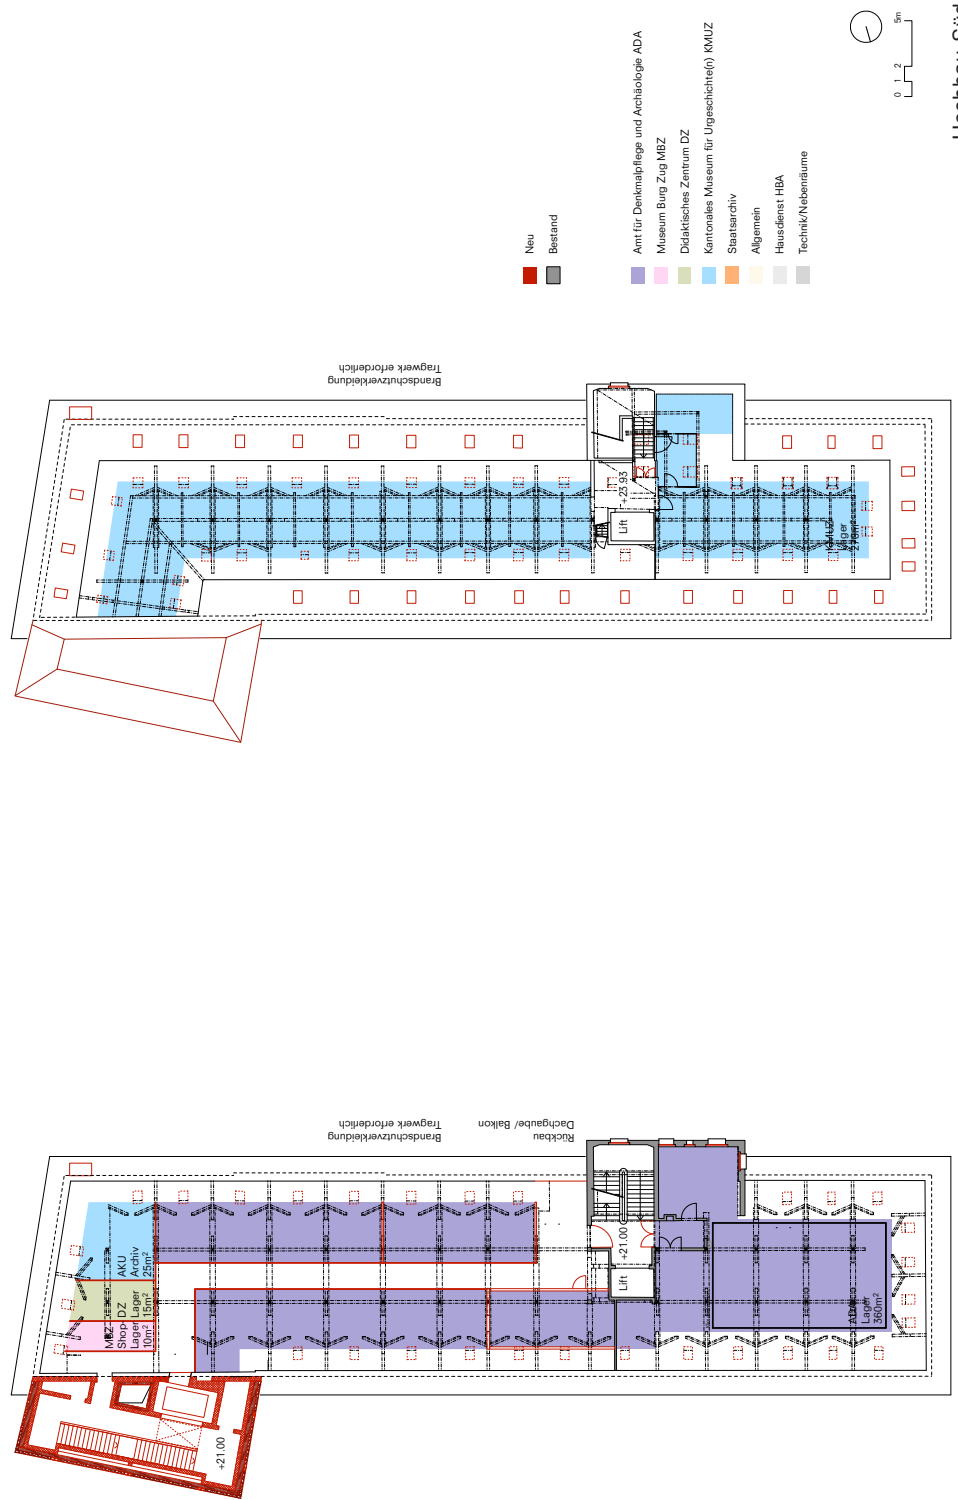 Neu
Bestand
Amt für Denkmalpflege und Archäologie ADA
Museum Burg Zug MBZ
Didaktisches Zentrum DZ
Kantonales Museum für Urgeschichte(n) KMUZ
Staatsarchiv
Allgemein
Hausdienst HBA
Technik/Nebenräume
0 1 2 5m
Brandschutzverkleidung
Tragwerk erforderlich
+23.93
Lift
KMUZ
Lager
Brandschutzverkleidung
Tragwerk erforderlich
Rückbau
Dachgaube/ Balkon
AKU
Archiv
25m²
DZ
Lager
15m²
MBZ
Shop-
Lager
10m²
+21.00
Lift
+21.00
ADA
Lager
360m²